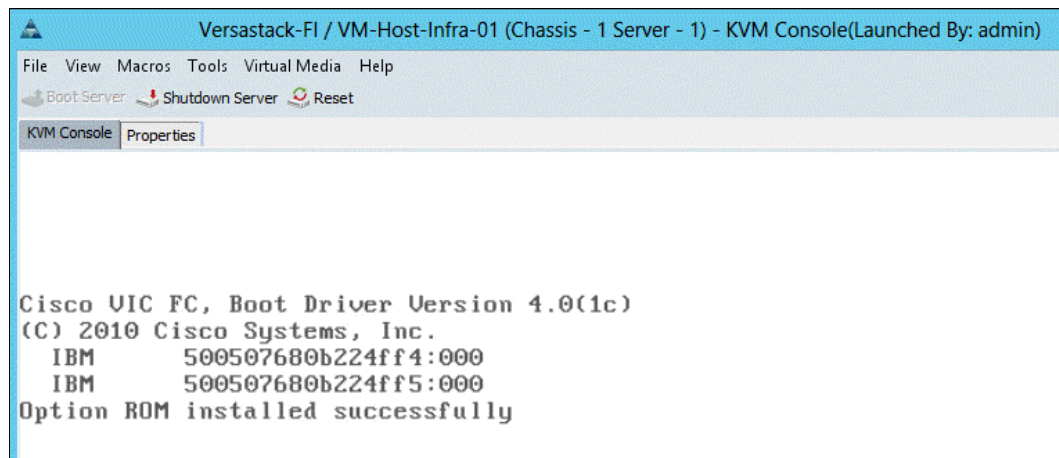 Versastack-FI / VM-Host-Infra-01 (Chassis - 1 Server - 1) - KVM Console(Launched By: admin)
File View Macros Tools Virtual Media Help
Boot Server Shutdown Server Reset
KVM Console Properties
Cisco VIC FC, Boot Driver Version 4.0(1c)
(C) 2010 Cisco Systems, Inc.
IBM 500507680b224ff4:000
IBM 500507680b224ff5:000
Option ROM installed successfully